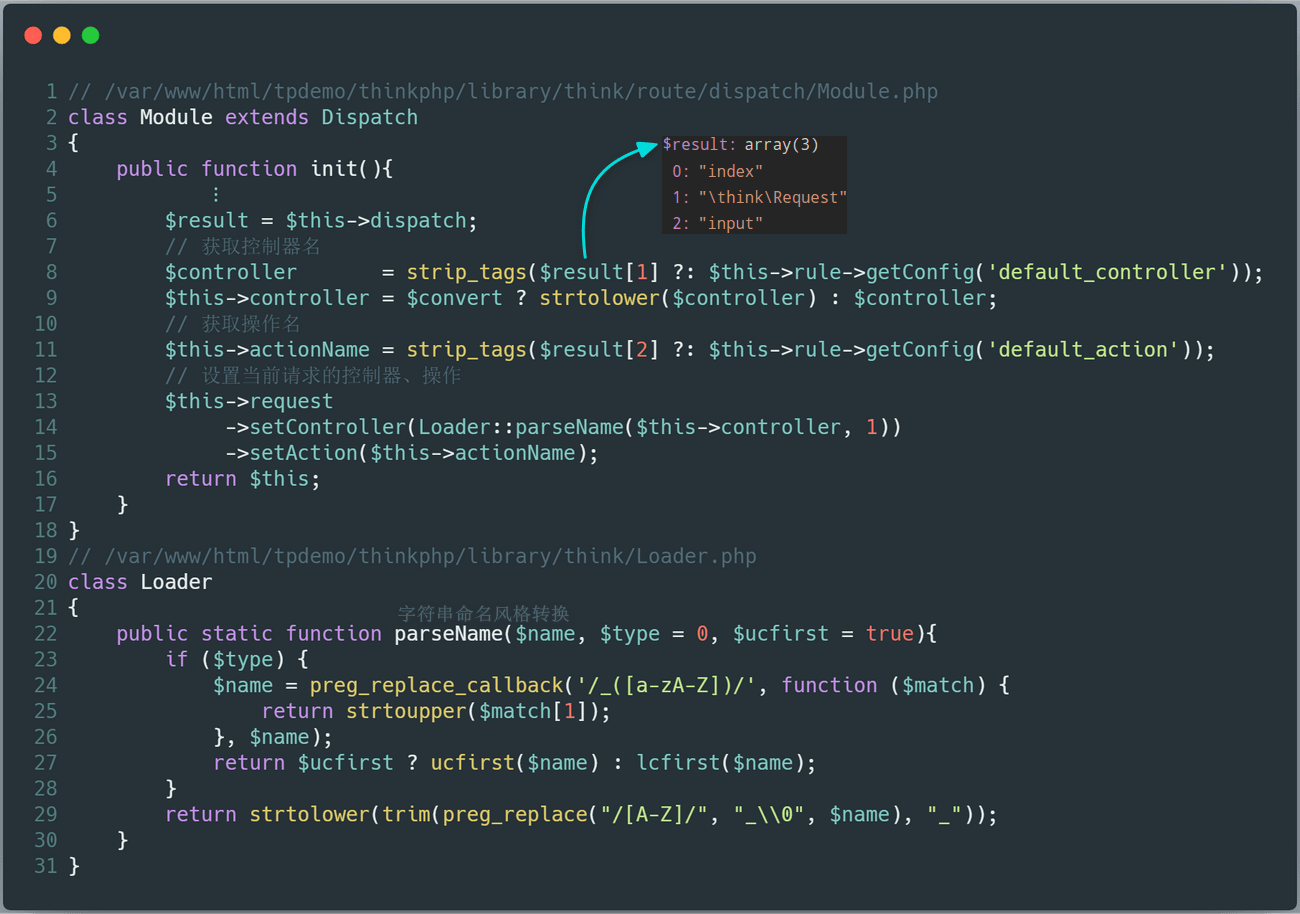 1 // /var/www/html/tpdemo/thinkphp/library/think/route/dispatch/Module.php
2 class Module extends Dispatch
3 {
$result: array(3)
4     public function init(){
0: "index"
5             ⋮
1: "\think\Request"
6         $result = $this->dispatch;
2: "input"
7         // 获取控制器名
8         $controller       = strip_tags($result[1] ?: $this->rule->getConfig('default_controller'));
9         $this->controller = $convert ? strtolower($controller) : $controller;
10         // 获取操作名
11         $this->actionName = strip_tags($result[2] ?: $this->rule->getConfig('default_action'));
12         // 设置当前请求的控制器、操作
13         $this->request
14              ->setController(Loader::parseName($this->controller, 1))
15              ->setAction($this->actionName);
16         return $this;
17     }
18 }
19 // /var/www/html/tpdemo/thinkphp/library/think/Loader.php
20 class Loader
21 {
字符串命名风格转换
22     public static function parseName($name, $type = 0, $ucfirst = true){
23         if ($type) {
24             $name = preg_replace_callback('/_([a-zA-Z])/', function ($match) {
25                 return strtoupper($match[1]);
26             }, $name);
27             return $ucfirst ? ucfirst($name) : lcfirst($name);
28         }
29         return strtolower(trim(preg_replace("/[A-Z]/", "_\\0", $name), "_"));
30     }
31 }